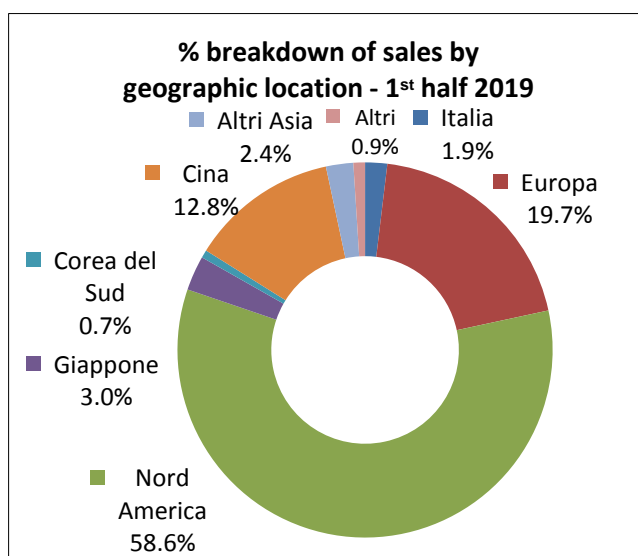 % breakdown of sales by
geographic location - 1st half 2019
Altri Asia
2.4%
Altri
0.9%
Italia
1.9%
Cina
12.8%
Europa
19.7%
Corea del
Sud
0.7%
Giappone
3.0%
Nord
America
58.6%